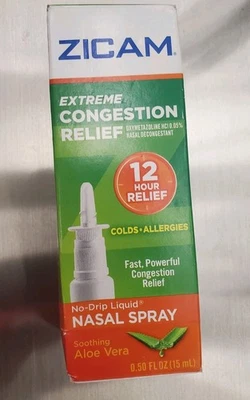 ZICAM®
EXTREME
CONGESTION
RELIEF
OXYMETAZOLINE HCl 0.05%
NASAL DECONGESTANT
12
HOUR
RELIEF
COLDS • ALLERGIES
Fast, Powerful
Congestion
Relief
No-Drip Liquid®
NASAL SPRAY
Soothing
Aloe Vera
0.50 FL OZ (15 mL)